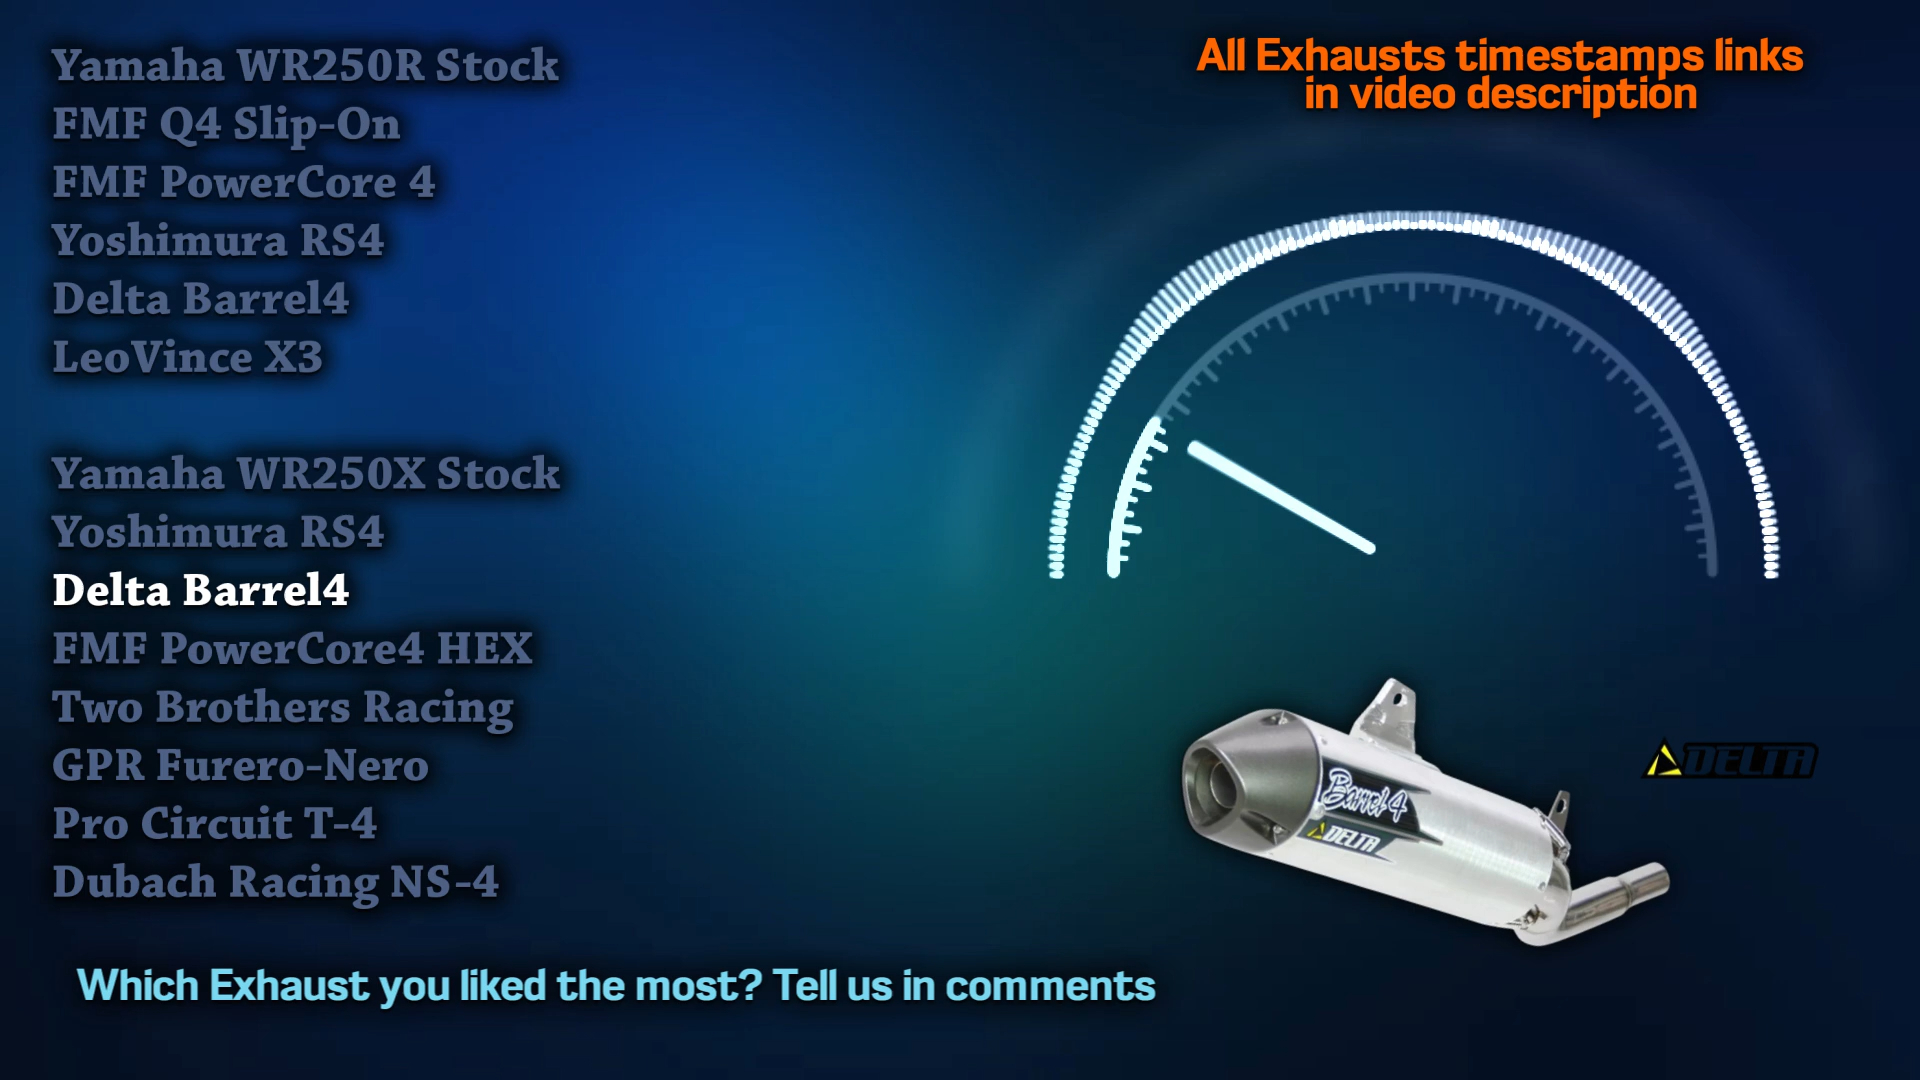 Yamaha WR250R Stock
FMF Q4 Slip-On
FMF PowerCore 4
Yoshimura RS4
Delta Barrel4
LeoVince X3
Yamaha WR250X Stock
Yoshimura RS4
Delta Barrel4
FMF PowerCore4 HEX
Two Brothers Racing
GPR Furero-Nero
Pro Circuit T-4
Dubach Racing NS-4
Which Exhaust you liked the most? Tell us in comments
All Exhausts timestamps links
in video description
Barrel4
DELTA
DELTA